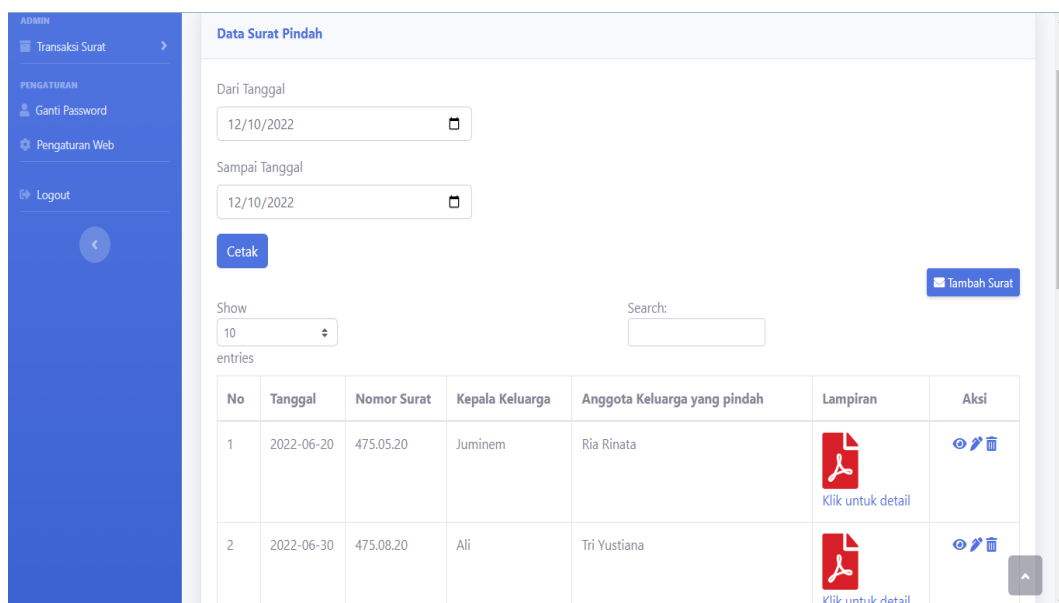 ADMIN
Transaksi Surat
PENGATURAN
Ganti Password
Pengaturan Web
Logout
Data Surat Pindah
Dari Tanggal
12/10/2022
Sampai Tanggal
12/10/2022
Cetak
Tambah Surat
Show
10
entries
Search:
No Tanggal Nomor Surat Kepala Keluarga Anggota Keluarga yang pindah Lampiran Aksi
1 2022-06-20 475.05.20 Juminem Ria Rinata
Klik untuk detail
2 2022-06-30 475.08.20 Ali Tri Yustiana
Klik untuk detail